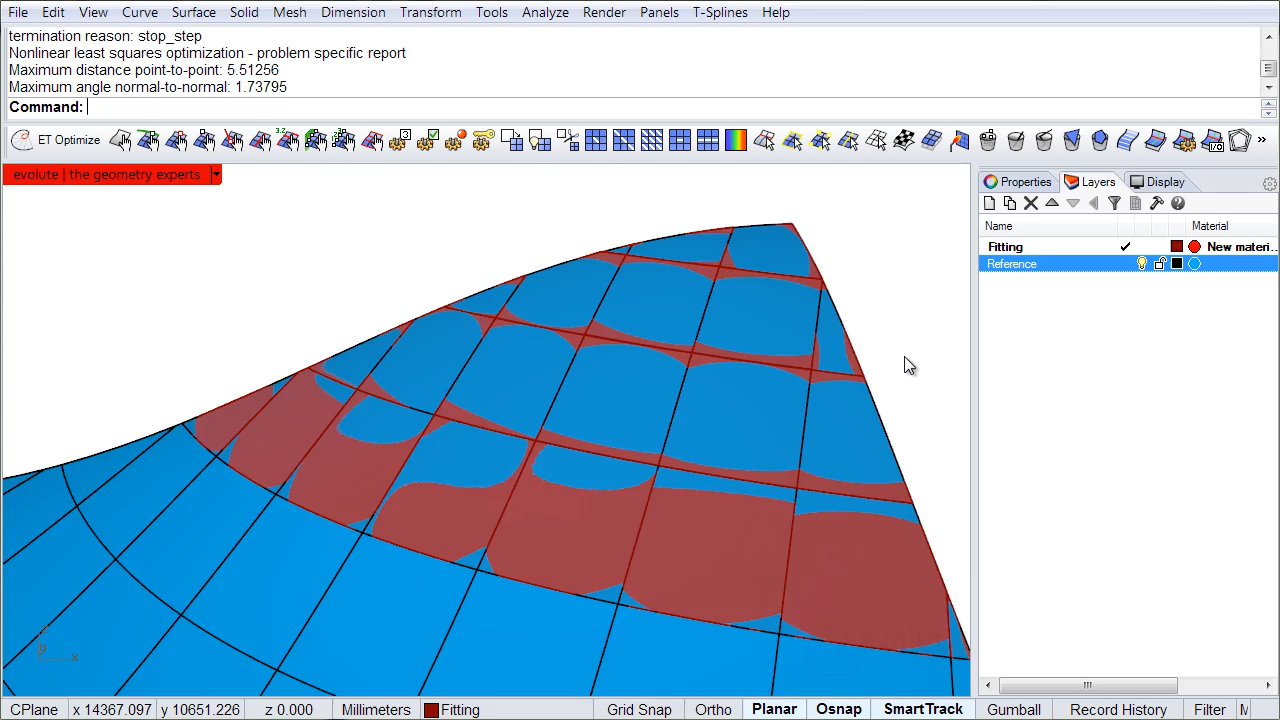 File Edit View Curve Surface Solid Mesh Dimension Transform Tools Analyze Render Panels T-Splines Help
termination reason: stop_step
Nonlinear least squares optimization - problem specific report
Maximum distance point-to-point: 5.51256
Maximum angle normal-to-normal: 1.73795
Command:
ET Optimize
evolute | the geometry experts
Properties Layers Display
Name Material
Fitting New materi...
Reference
z
y
x
CPlane x 14367.097 y 10651.226 z 0.000 Millimeters Fitting Grid Snap Ortho Planar Osnap SmartTrack Gumball Record History Filter M